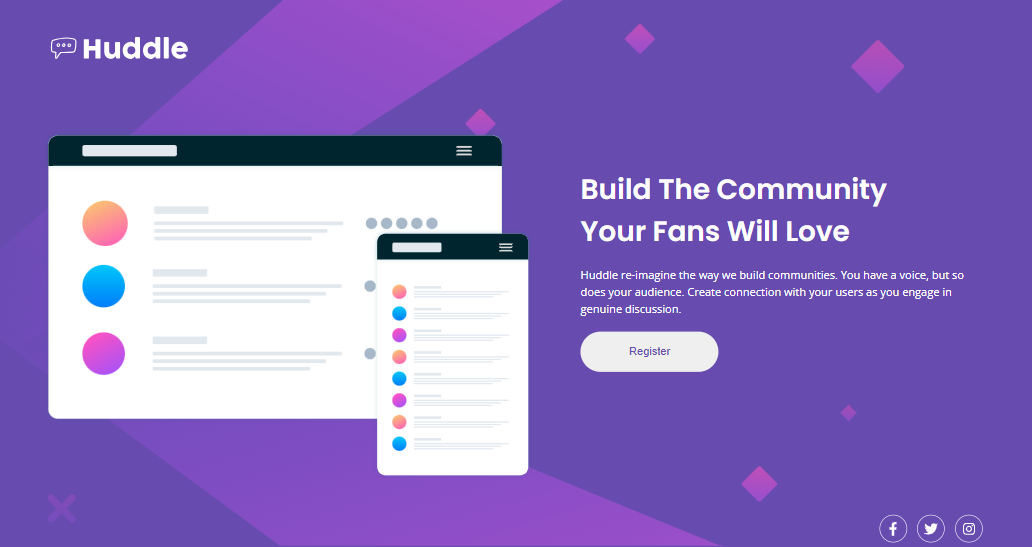 Huddle
Build The Community
Your Fans Will Love
Huddle re-imagine the way we build communities. You have a voice, but so
does your audience. Create connection with your users as you engage in
genuine discussion.
Register